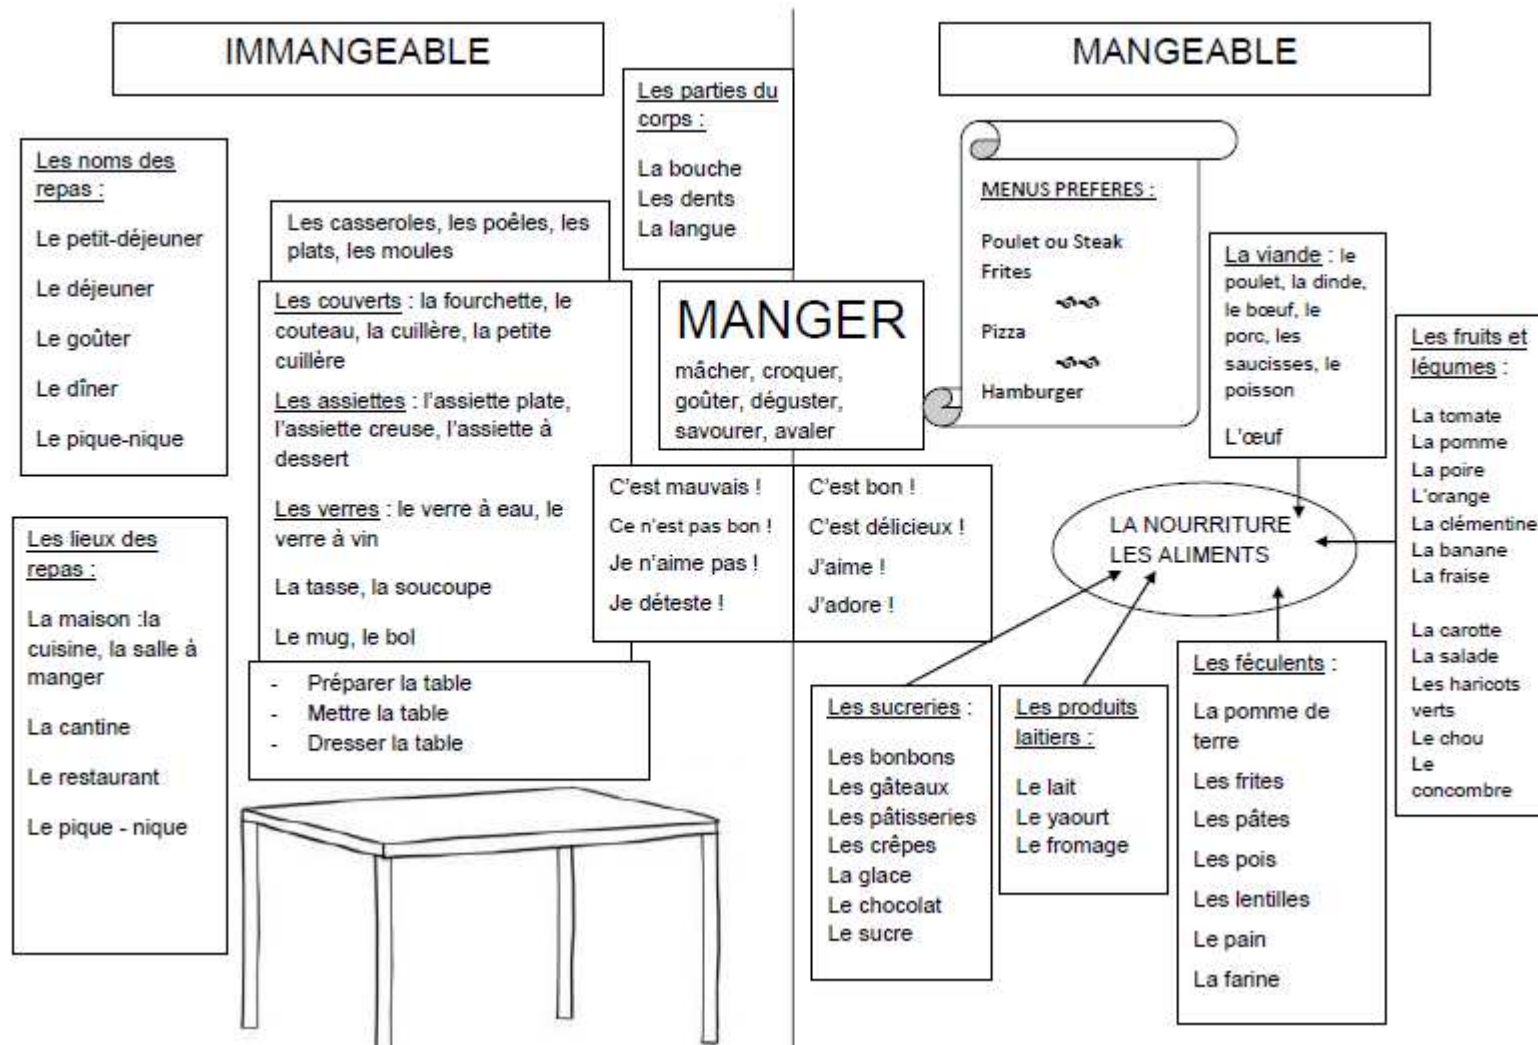 IMMANGEABLE
MANGEABLE
Les parties du
corps :
La bouche
Les dents
La langue
Les noms des
repas :
Le petit-déjeuner
Le déjeuner
Le goûter
Le dîner
Le pique-nique
Les casseroles, les poêles, les
plats, les moules
Les couverts : la fourchette, le
couteau, la cuillère, la petite
cuillère
Les assiettes : l'assiette plate,
l'assiette creuse, l'assiette à
dessert
Les verres : le verre à eau, le
verre à vin
La tasse, la soucoupe
Le mug, le bol
- Préparer la table
- Mettre la table
- Dresser la table
Les lieux des
repas :
La maison :la
cuisine, la salle à
manger
La cantine
Le restaurant
Le pique - nique
MANGER
mâcher, croquer,
goûter, déguster,
savourer, avaler
C'est mauvais !
Ce n'est pas bon !
Je n'aime pas !
Je déteste !
C'est bon !
C'est délicieux !
J'aime !
J'adore !
MENUS PREFERES :
Poulet ou Steak
Frites
Pizza
Hamburger
La viande : le
poulet, la dinde,
le bœuf, le
porc, les
saucisses, le
poisson
L'œuf
Les fruits et
légumes :
La tomate
La pomme
La poire
L'orange
La clémentine
La banane
La fraise
La carotte
La salade
Les haricots
verts
Le chou
Le
concombre
LA NOURRITURE
LES ALIMENTS
Les sucreries :
Les bonbons
Les gâteaux
Les pâtisseries
Les crêpes
La glace
Le chocolat
Le sucre
Les produits
laitiers :
Le lait
Le yaourt
Le fromage
Les féculents :
La pomme de
terre
Les frites
Les pâtes
Les pois
Les lentilles
Le pain
La farine